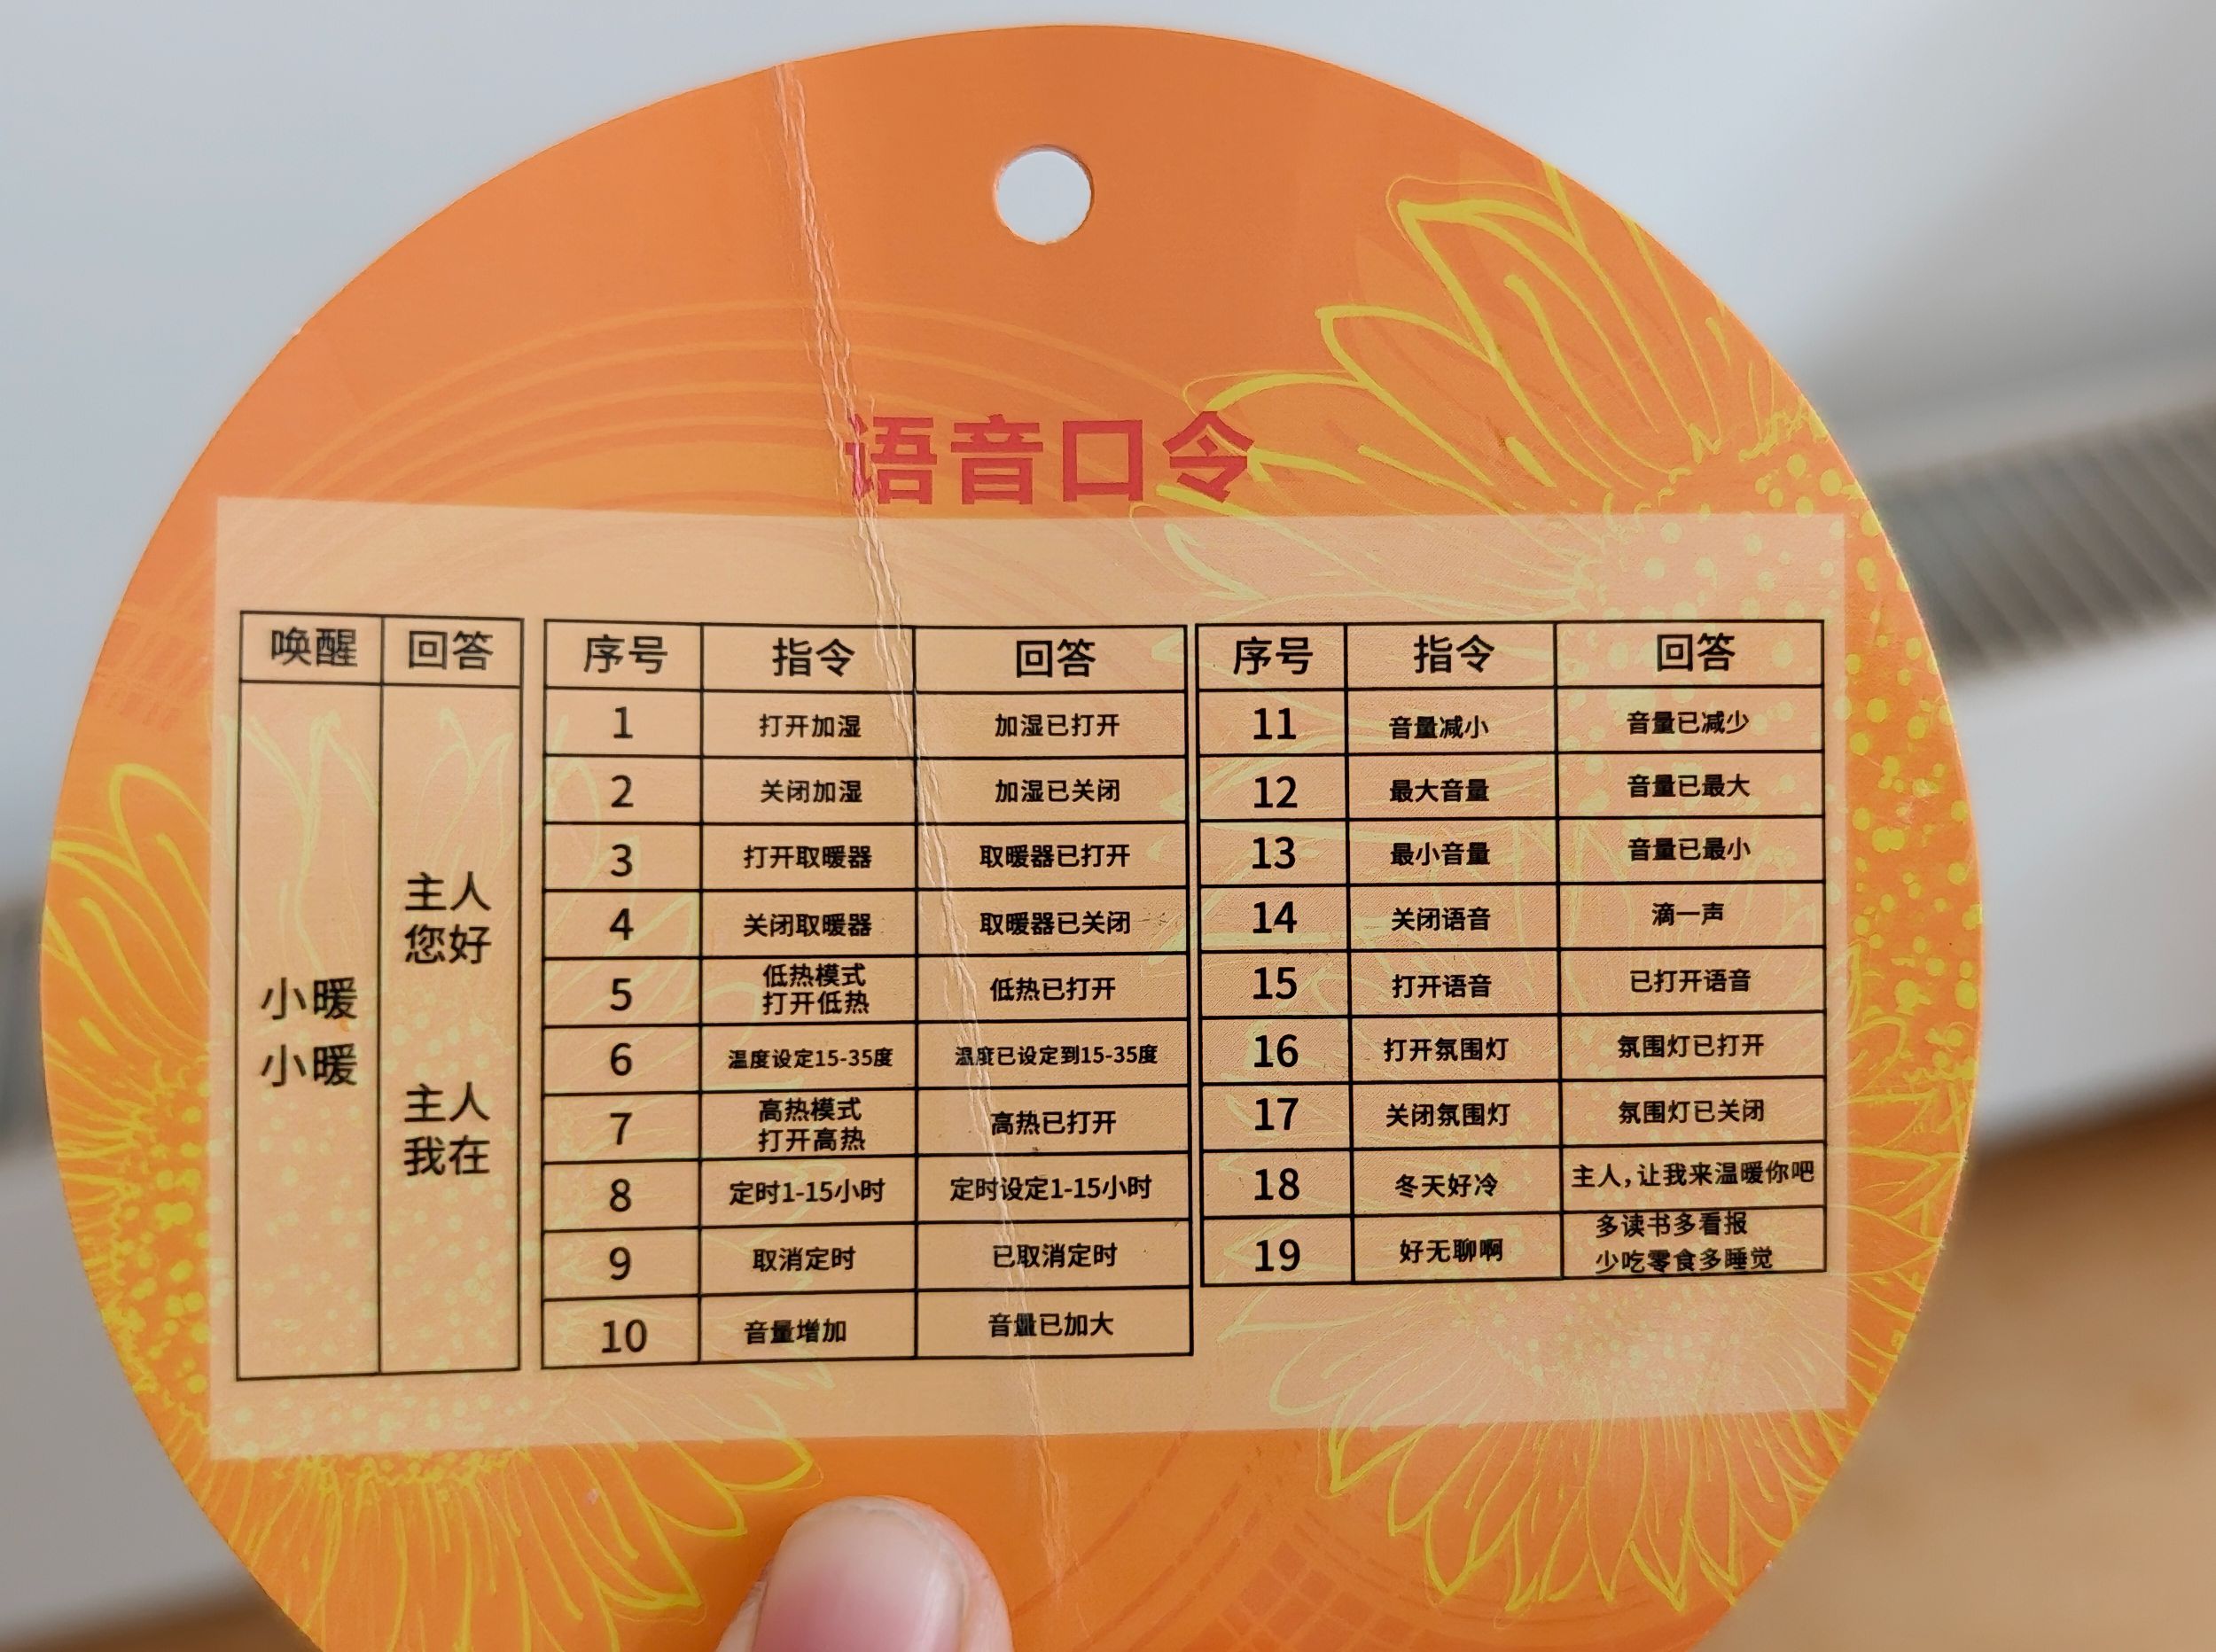 语音口令
唤醒 回答
小暖
小暖
主人
您好
主人
我在
序号 指令 回答
1 打开加湿 加湿已打开
2 关闭加湿 加湿已关闭
3 打开取暖器 取暖器已打开
4 关闭取暖器 取暖器已关闭
5 低热模式 低热已打开
打开低热
6 温度设定15-35度 温度已设定到15-35度
7 高热模式 高热已打开
打开高热
8 定时1-15小时 定时设定1-15小时
9 取消定时 已取消定时
10 音量增加 音量已加大
序号 指令 回答
11 音量减小 音量已减少
12 最大音量 音量已最大
13 最小音量 音量已最小
14 关闭语音 滴一声
15 打开语音 已打开语音
16 打开氛围灯 氛围灯已打开
17 关闭氛围灯 氛围灯已关闭
18 冬天好冷 主人,让我来温暖你吧
19 好无聊啊 多读书多看报
少吃零食多睡觉